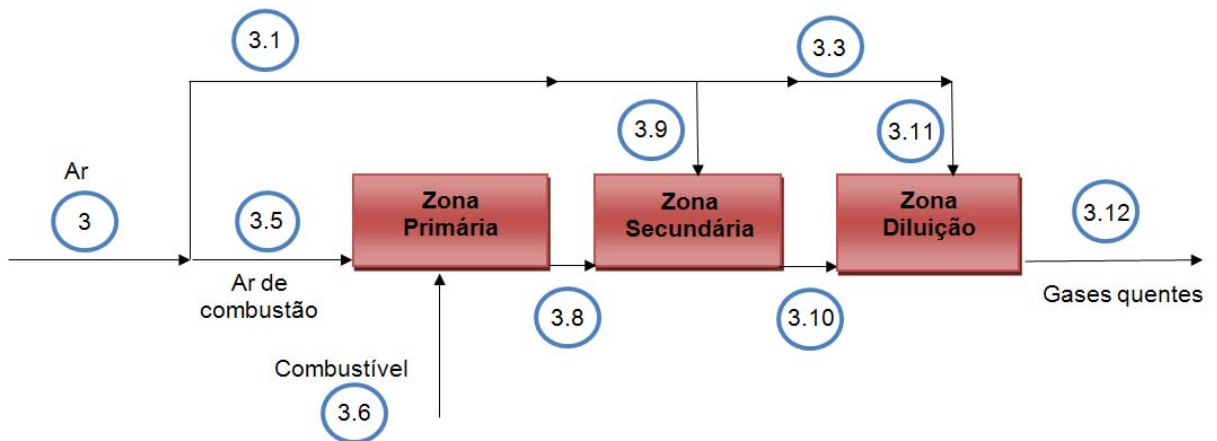 3.1
3.3
3.9
3.11
Ar
3
3.5
Zona
Primária
Zona
Secundária
Zona
Diluição
3.12
Ar de
combustão
3.8
3.10
Gases quentes
Combustível
3.6